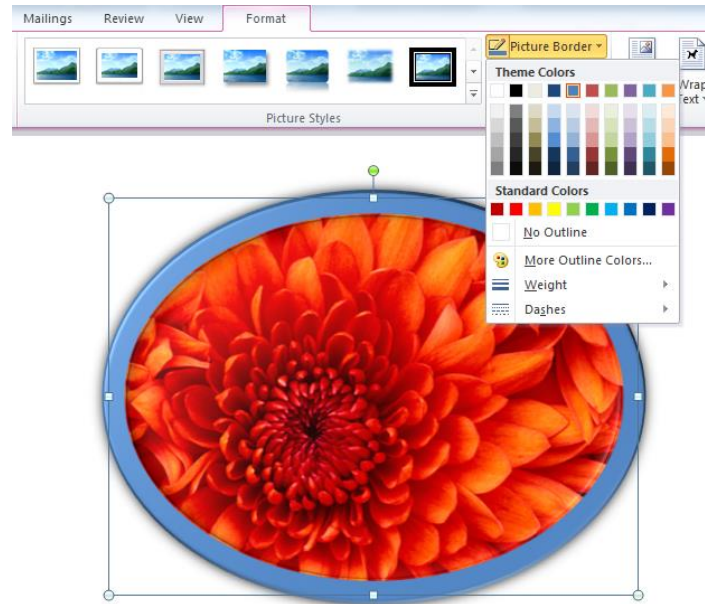 Mailings Review View Format
Picture Border
Theme Colors
Wrap
Text
Picture Styles
Standard Colors
No Outline
More Outline Colors...
Weight
Dashes